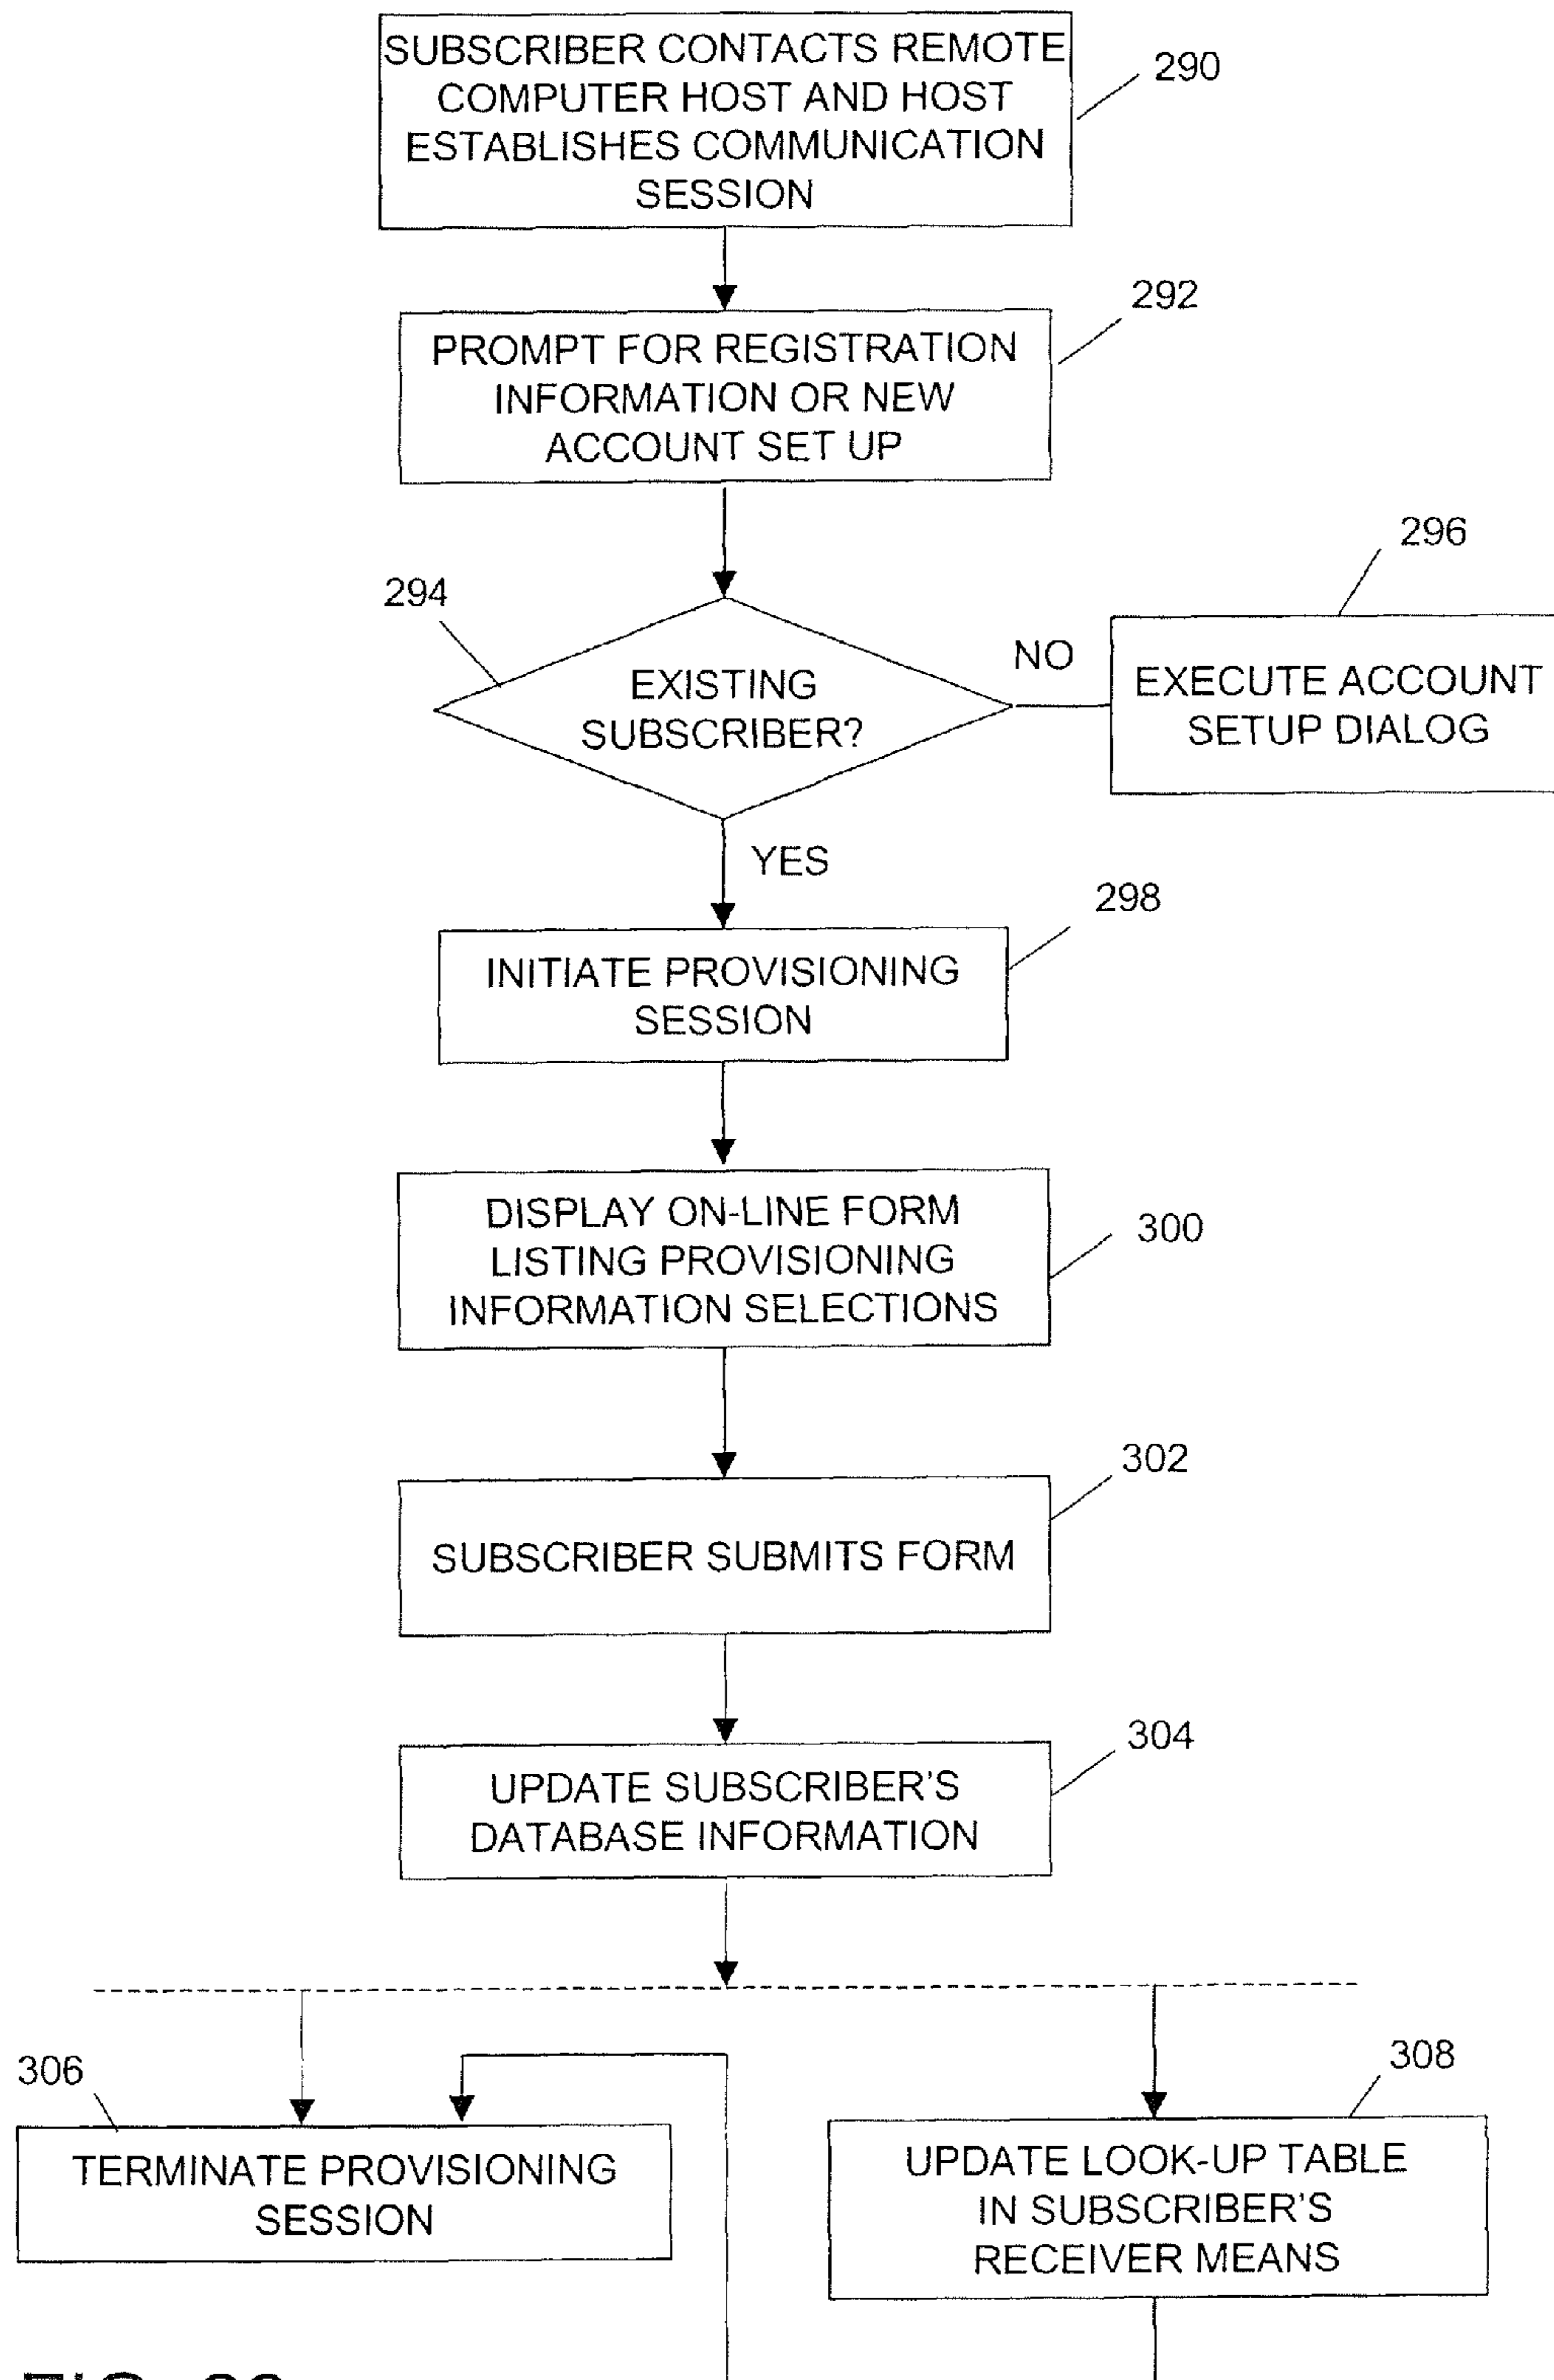 SUBSCRIBER CONTACTS REMOTE
COMPUTER HOST AND HOST
ESTABLISHES COMMUNICATION
SESSION
290
292
PROMPT FOR REGISTRATION
INFORMATION OR NEW
ACCOUNT SET UP
296
294
NO
EXISTING
SUBSCRIBER?
EXECUTE ACCOUNT
SETUP DIALOG
YES
298
INITIATE PROVISIONING
SESSION
300
DISPLAY ON-LINE FORM
LISTING PROVISIONING
INFORMATION SELECTIONS
302
SUBSCRIBER SUBMITS FORM
304
UPDATE SUBSCRIBER'S
DATABASE INFORMATION
306
308
TERMINATE PROVISIONING
SESSION
UPDATE LOOK-UP TABLE
IN SUBSCRIBER'S
RECEIVER MEANS